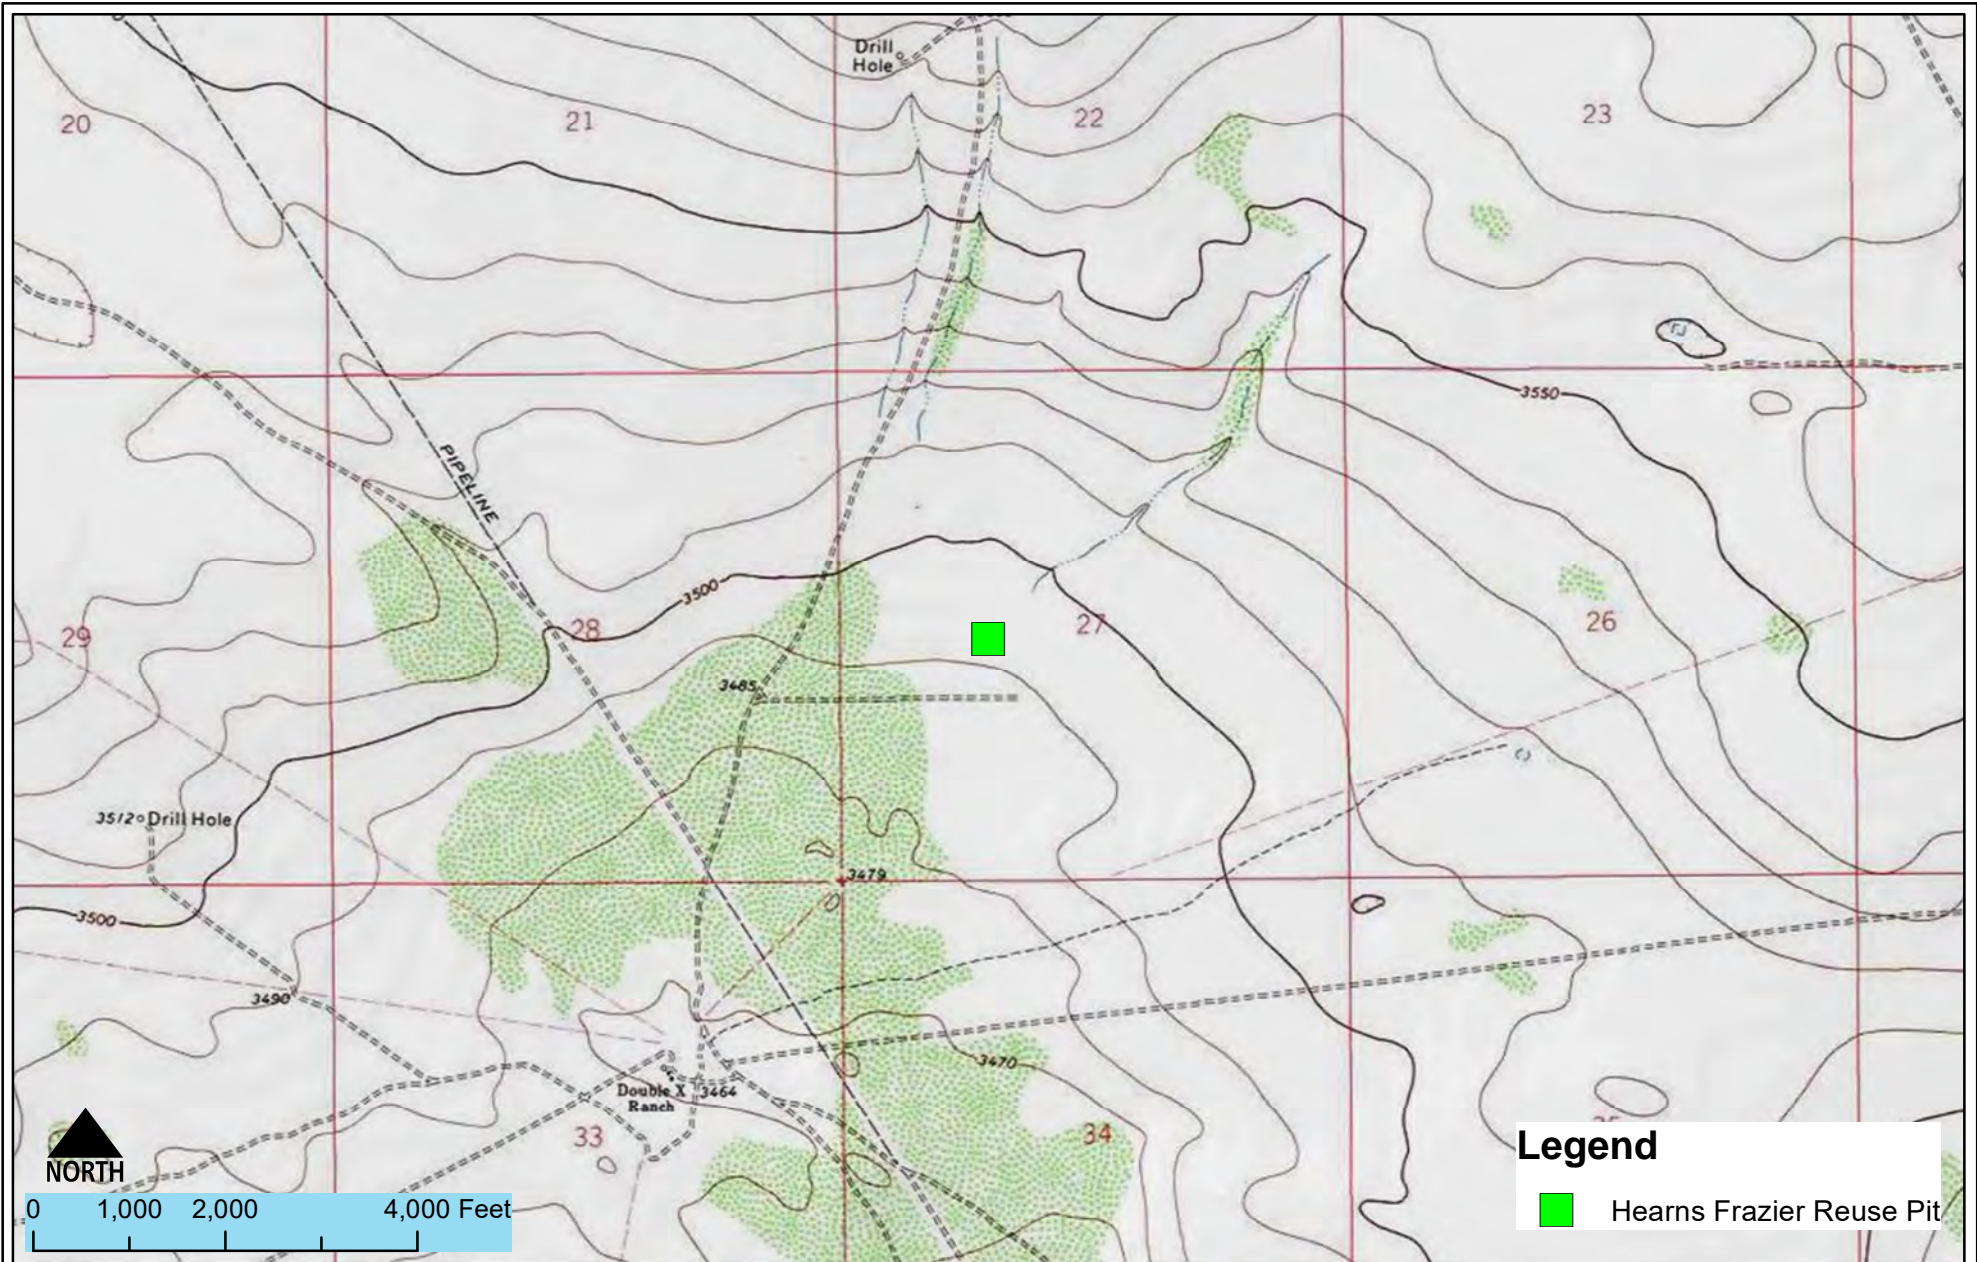 Drill
Hole
20
21
22
23
3550
PIPELINE
3500
29
28
27
26
3485
3512 Drill Hole
3479
3500
3490
3470
Double X
Ranch
3464
33
34
Legend
Hearns Frazier Reuse Pit
NORTH
0 1,000 2,000 4,000 Feet